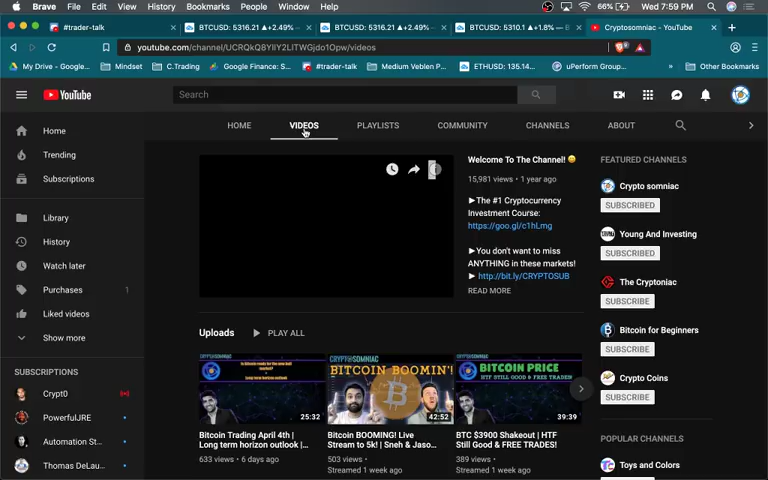 Brave File Edit View History Bookmarks People Window Help
66% Wed 7:59 PM
#trader-talk
BTCUSD: 5316.21 ▲+2.49% –
BTCUSD: 5316.21 ▲+2.49% –
BTCUSD: 5310.1 ▲+1.8% – B
Cryptosomniac - YouTube
youtube.com/channel/UCRQkQ8YIIY2LiTWGjdo1Opw/videos
My Drive - Google...
Mindset
C.Trading
Google Finance: S...
#trader-talk
Medium Veblen P...
ETHUSD: 135.14...
uPerform Group...
Other Bookmarks
YouTube
Search
HOME
VIDEOS
PLAYLISTS
COMMUNITY
CHANNELS
ABOUT
Home
Trending
Subscriptions
Library
History
Watch later
Purchases 1
Liked videos
Show more
SUBSCRIPTIONS
Crypt0
PowerfulJRE
Automation St...
Thomas DeLau...
Welcome To The Channel! 😀
15,981 views • 1 year ago
►The #1 Cryptocurrency
Investment Course:
https://goo.gl/c1hLmg
►You don't want to miss
ANYTHING in these markets!
► http://bit.ly/CRYPTOSUB
READ MORE
Uploads
PLAY ALL
CRYPTOSOMNIAC
25:32
Bitcoin Trading April 4th |
Long term horizon outlook |...
633 views • 6 days ago
CRYPTOSOMNIAC
BITCOIN BOOMIN'!
42:52
Bitcoin BOOMING! Live
Stream to 5k! | Sneh & Jaso...
503 views •
Streamed 1 week ago
CRYPTOSOMNIAC
BITCOIN PRICE
HTF STILL GOOD & FREE TRADES!
39:39
BTC $3900 Shakeout | HTF
Still Good & FREE TRADES!
389 views •
Streamed 1 week ago
FEATURED CHANNELS
Crypto somniac
SUBSCRIBED
Young And Investing
SUBSCRIBED
The Cryptoniac
SUBSCRIBE
Bitcoin for Beginners
SUBSCRIBE
Crypto Coins
SUBSCRIBE
POPULAR CHANNELS
Toys and Colors